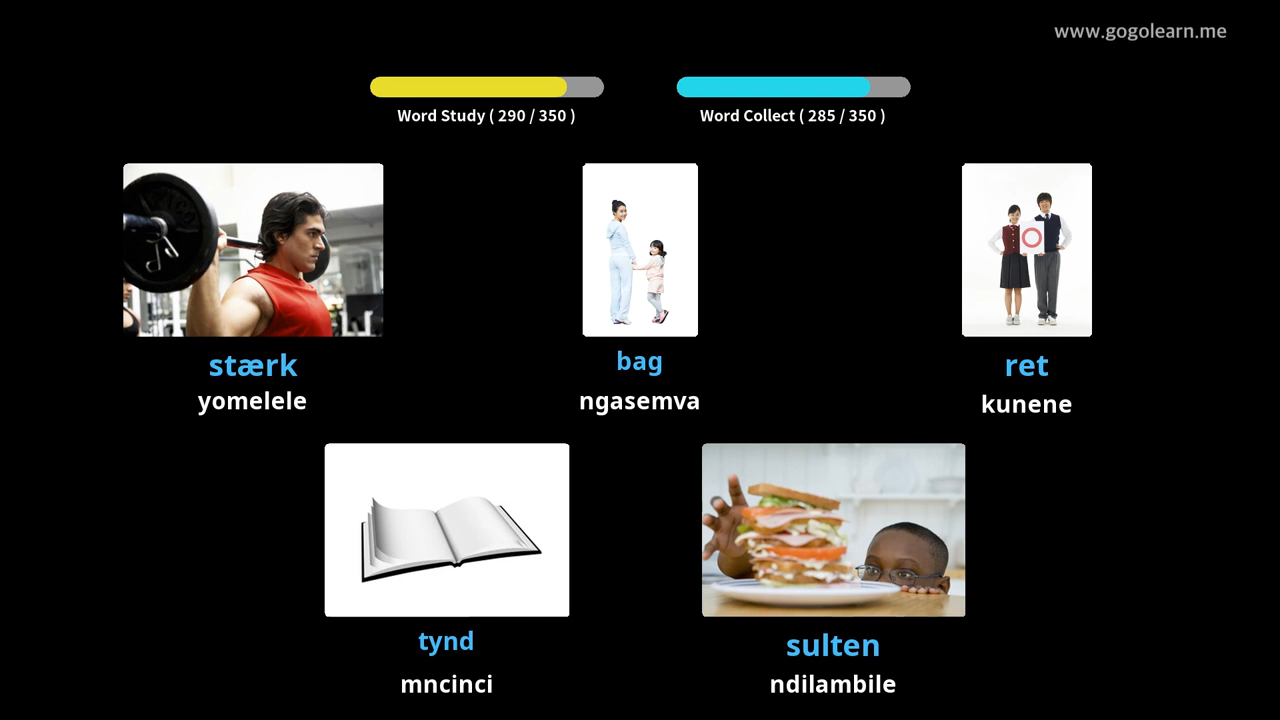 www.gogolearn.me
Word Study ( 290 / 350 )
Word Collect ( 285 / 350 )
stærk
bag
ret
yomelele
ngasemva
kunene
tynd
sulten
mncinci
ndilambile